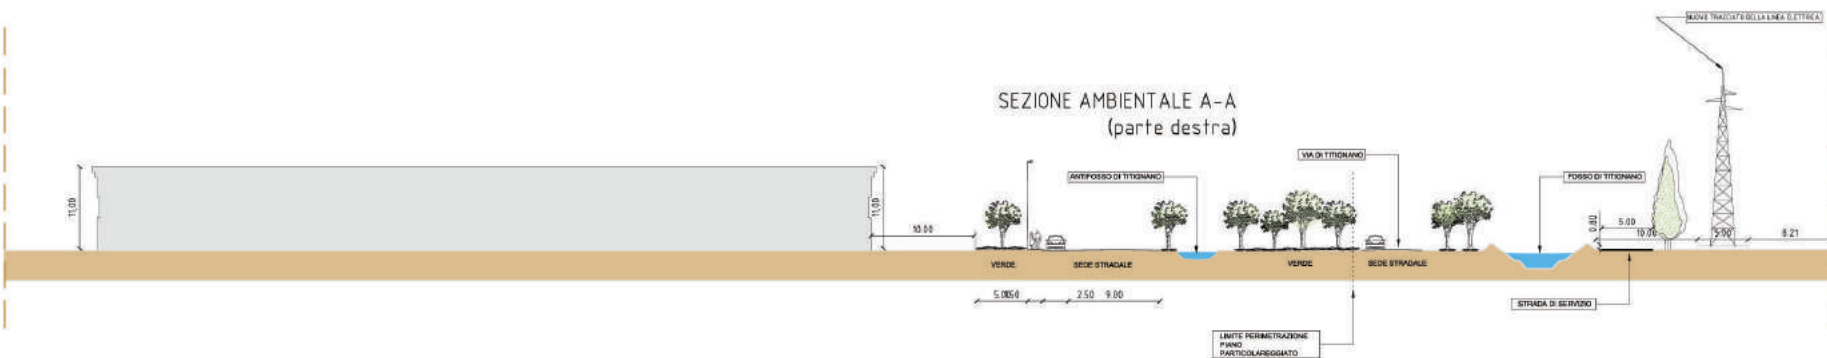 NUOVO TRACCIATO DELLA LINEA ELETTRICA
SEZIONE AMBIENTALE A-A
(parte destra)
VIA DI TITIGNANO
ANTIFOSSO DI TITIGNANO
FOSSO DI TITIGNANO
11,00
11,00
10.00
0.80
5.00
10.00
5.00
8.21
VERDE
SEDE STRADALE
VERDE
SEDE STRADALE
2.50
9.00
STRADA DI SERVIZIO
LIMITE PERIMETRAZIONE
PIANO
PARTICOLAREGGIATO